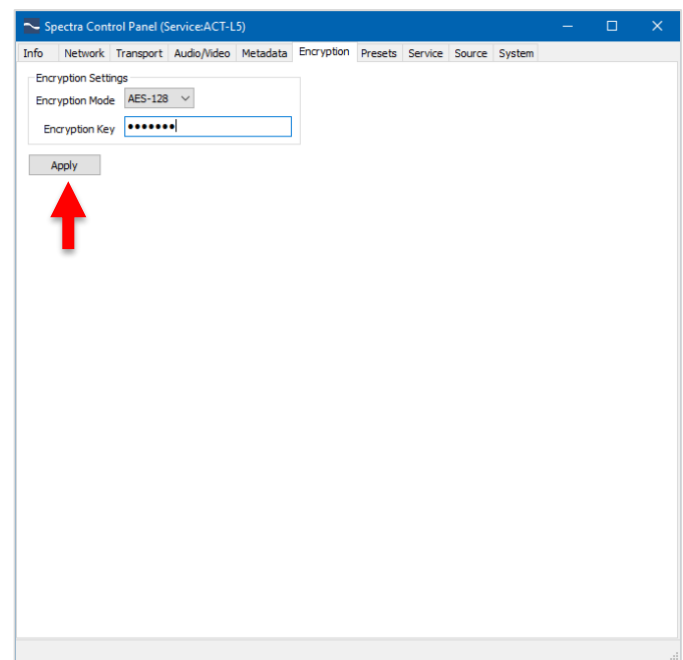 Spectra Control Panel (Service:ACT-L5)
Info Network Transport Audio/Video Metadata Encryption Presets Service Source System
Encryption Settings
Encryption Mode AES-128
Encryption Key •••••••
Apply